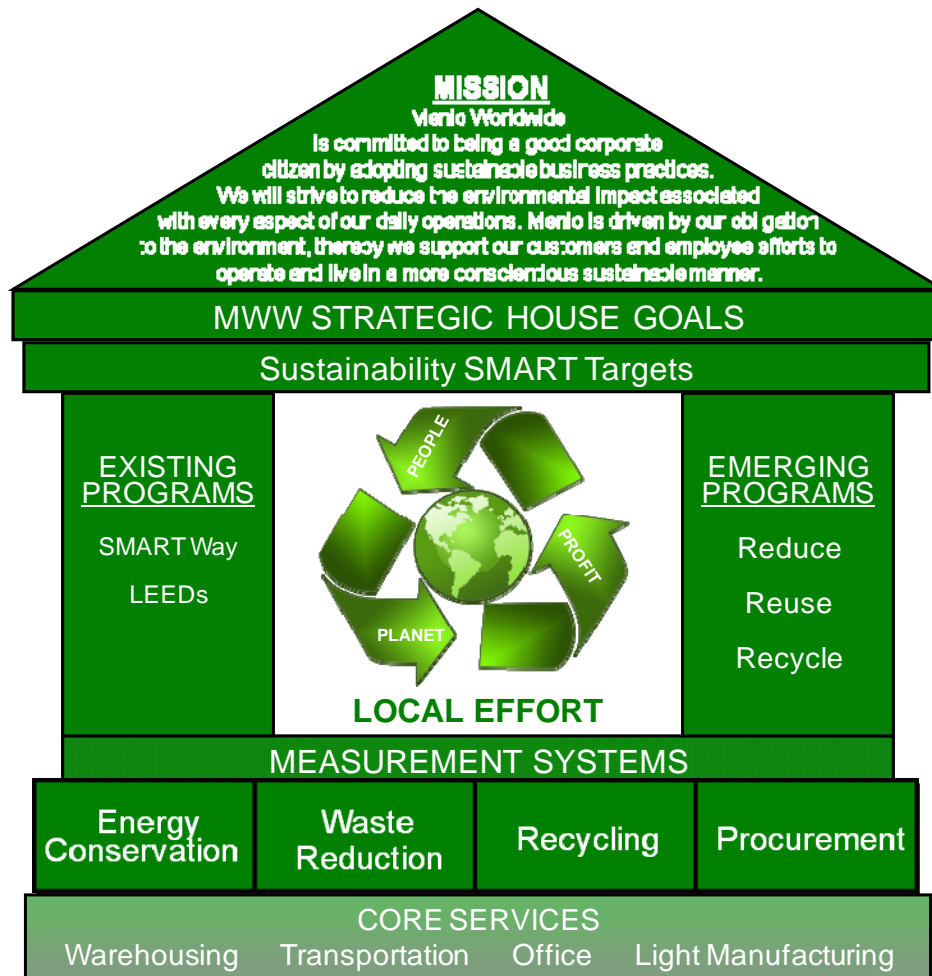 MISSION
Menlo Worldwide
is committed to being a good corporate
citizen by adopting sustainable business practices.
We will strive to reduce the environmental impact associated
with every aspect of our daily operations. Menlo is driven by our obligation
to the environment, thereby we support our customers and employee efforts to
operate and live in a more conscientious sustainable manner.
MWW STRATEGIC HOUSE GOALS
Sustainability SMART Targets
EXISTING
PROGRAMS
SMART Way
LEEDs
PEOPLE
PROFIT
PLANET
LOCAL EFFORT
EMERGING
PROGRAMS
Reduce
Reuse
Recycle
MEASUREMENT SYSTEMS
Energy
Conservation
Waste
Reduction
Recycling
Procurement
CORE SERVICES
Warehousing Transportation Office Light Manufacturing